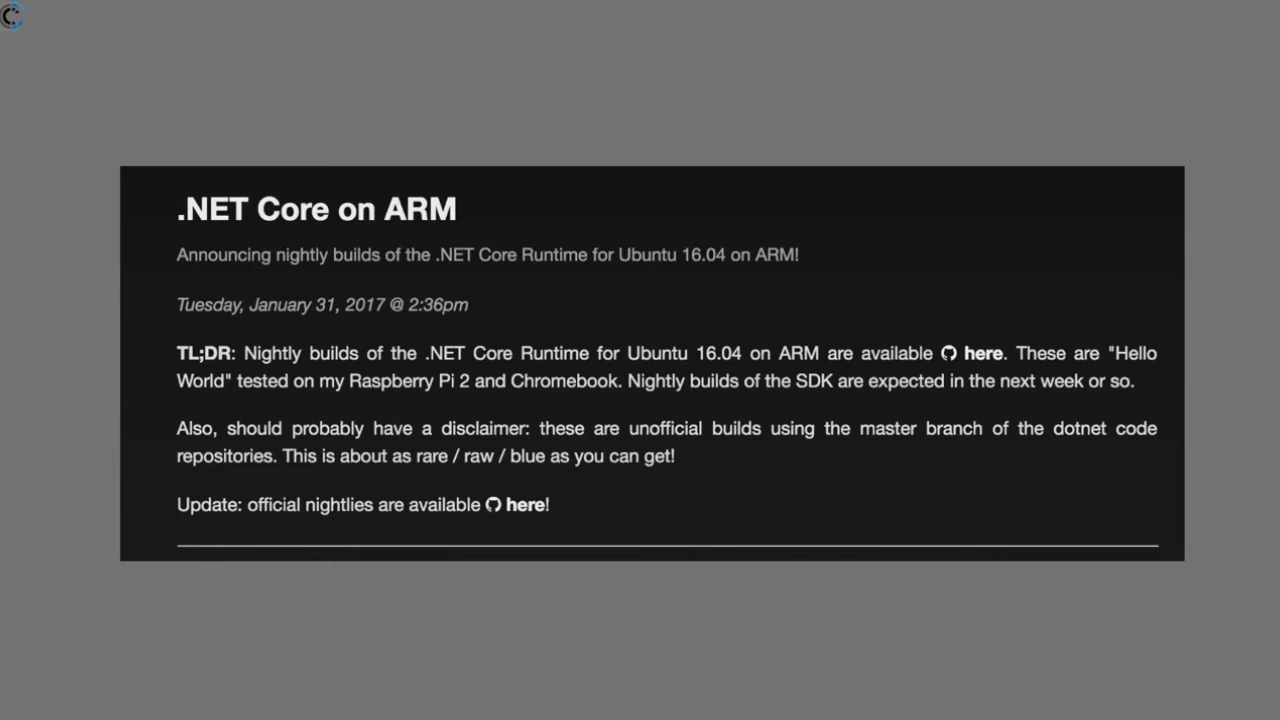 .NET Core on ARM
Announcing nightly builds of the .NET Core Runtime for Ubuntu 16.04 on ARM!
Tuesday, January 31, 2017 @ 2:36pm
TL;DR: Nightly builds of the .NET Core Runtime for Ubuntu 16.04 on ARM are available here. These are "Hello
World" tested on my Raspberry Pi 2 and Chromebook. Nightly builds of the SDK are expected in the next week or so.
Also, should probably have a disclaimer: these are unofficial builds using the master branch of the dotnet code
repositories. This is about as rare / raw / blue as you can get!
Update: official nightlies are available here!